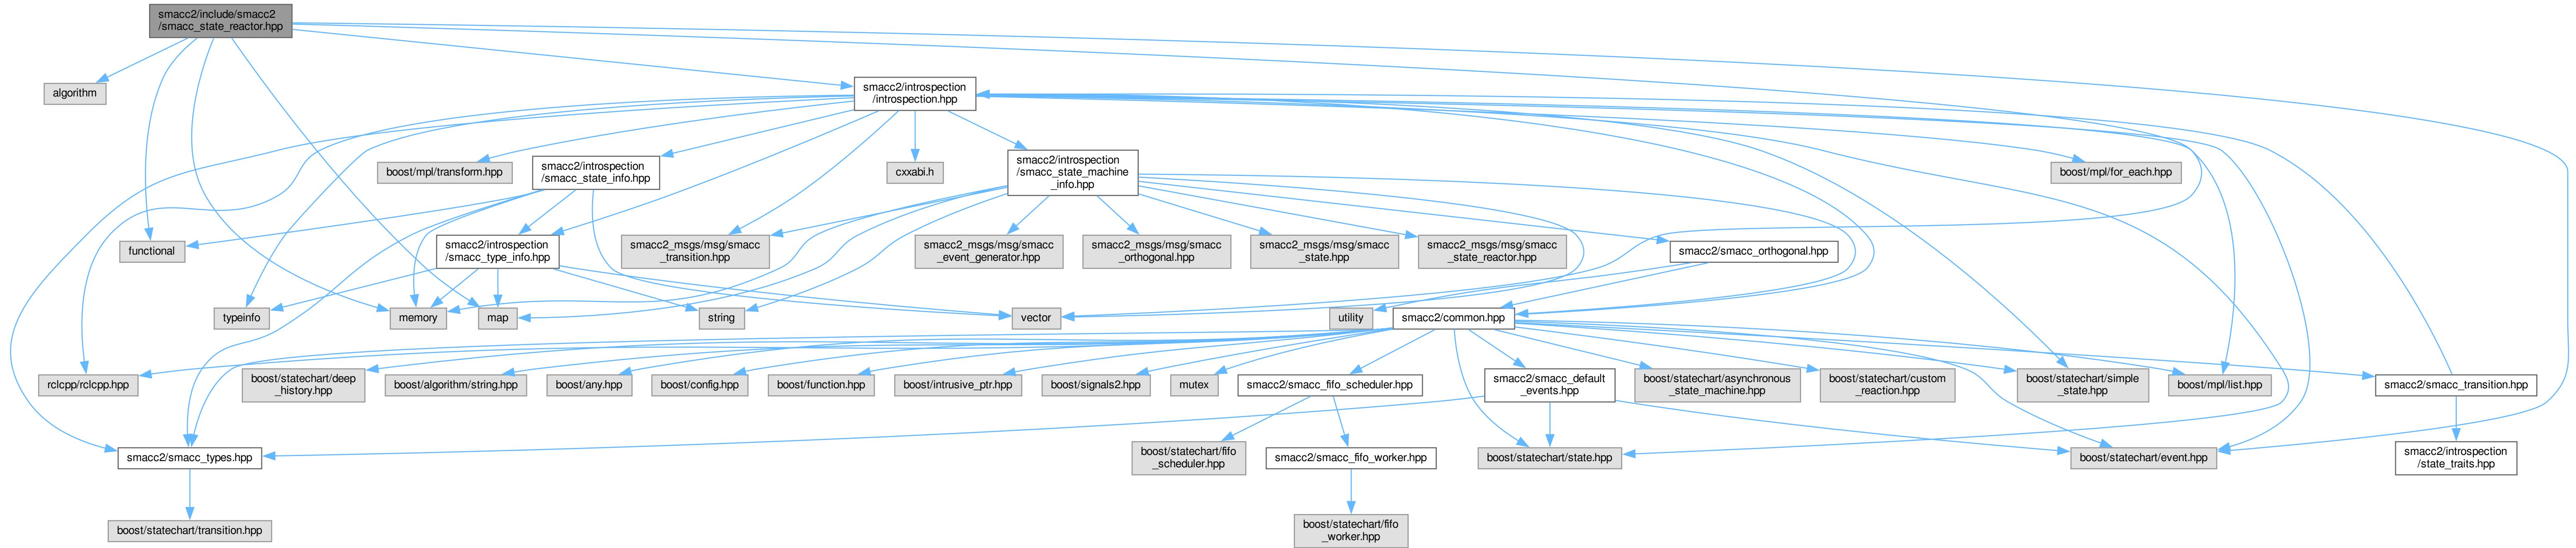 smacc2/include/smacc2
/smacc_state_reactor.hpp
algorithm
smacc2/introspection
/introspection.hpp
boost/mpl/transform.hpp
smacc2/introspection
/smacc_state_info.hpp
cxxabi.h
smacc2/introspection
/smacc_state_machine
_info.hpp
boost/mpl/for_each.hpp
functional
smacc2/introspection
/smacc_type_info.hpp
smacc2_msgs/msg/smacc
_transition.hpp
smacc2_msgs/msg/smacc
_event_generator.hpp
smacc2_msgs/msg/smacc
_orthogonal.hpp
smacc2_msgs/msg/smacc
_state.hpp
smacc2_msgs/msg/smacc
_state_reactor.hpp
smacc2/smacc_orthogonal.hpp
typeinfo
memory
map
string
vector
utility
smacc2/common.hpp
rclcpp/rclcpp.hpp
boost/statechart/deep
_history.hpp
boost/algorithm/string.hpp
boost/any.hpp
boost/config.hpp
boost/function.hpp
boost/intrusive_ptr.hpp
boost/signals2.hpp
mutex
smacc2/smacc_fifo_scheduler.hpp
smacc2/smacc_default
_events.hpp
boost/statechart/asynchronous
_state_machine.hpp
boost/statechart/custom
_reaction.hpp
boost/statechart/simple
_state.hpp
boost/mpl/list.hpp
smacc2/smacc_transition.hpp
smacc2/smacc_types.hpp
boost/statechart/fifo
_scheduler.hpp
smacc2/smacc_fifo_worker.hpp
boost/statechart/state.hpp
boost/statechart/event.hpp
smacc2/introspection
/state_traits.hpp
boost/statechart/transition.hpp
boost/statechart/fifo
_worker.hpp